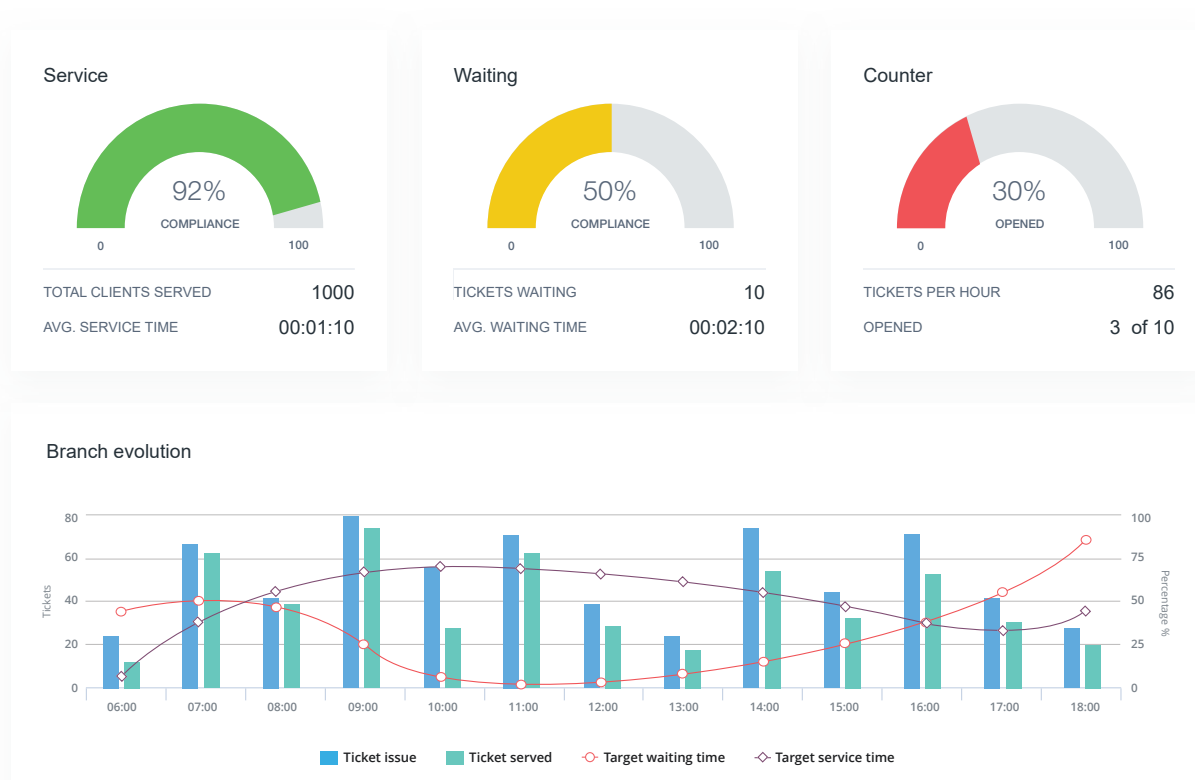 Service
92%
COMPLIANCE
0 100
TOTAL CLIENTS SERVED 1000
AVG. SERVICE TIME 00:01:10
Waiting
50%
COMPLIANCE
0 100
TICKETS WAITING 10
AVG. WAITING TIME 00:02:10
Counter
30%
OPENED
0 100
TICKETS PER HOUR 86
OPENED 3 of 10
Branch evolution
80 100
60 75
40 50
20 25
0 0
Tickets
Percentage %
06:00 07:00 08:00 09:00 10:00 11:00 12:00 13:00 14:00 15:00 16:00 17:00 18:00
Ticket issue Ticket served Target waiting time Target service time